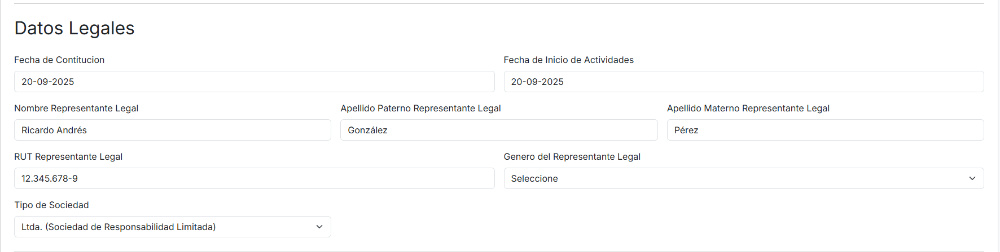 Datos Legales
Fecha de Contitucion
Fecha de Inicio de Actividades
20-09-2025
20-09-2025
Nombre Representante Legal
Apellido Paterno Representante Legal
Apellido Materno Representante Legal
Ricardo Andrés
González
Pérez
RUT Representante Legal
Genero del Representante Legal
12.345.678-9
Seleccione
Tipo de Sociedad
Ltda. (Sociedad de Responsabilidad Limitada)